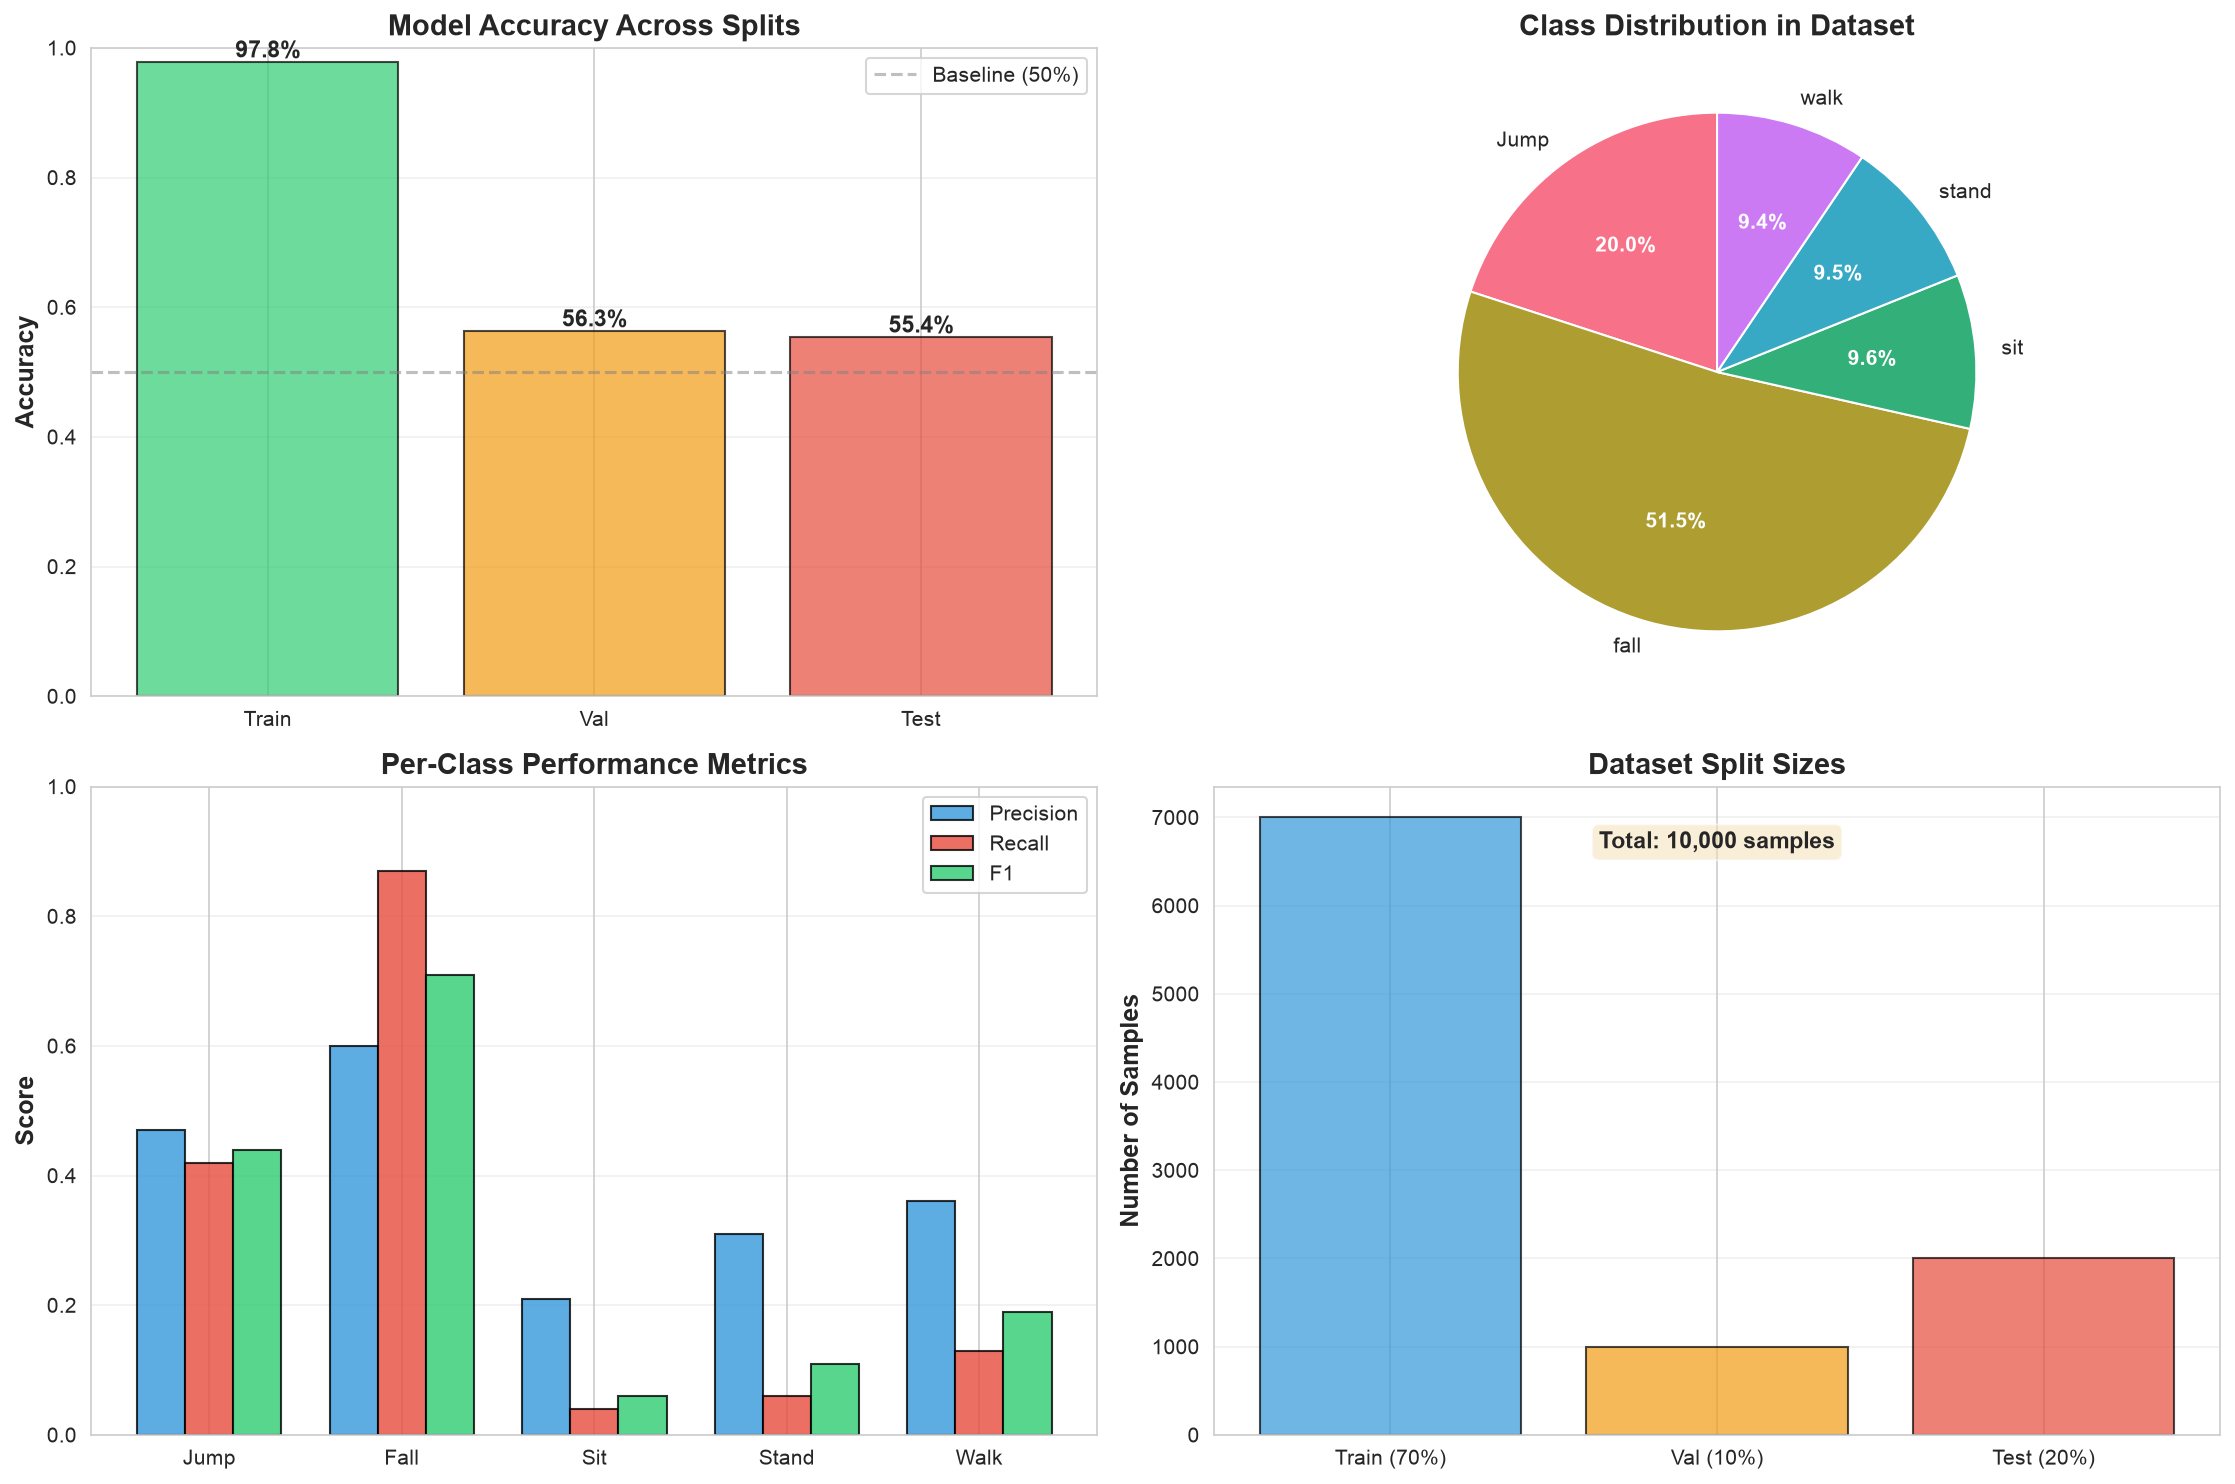 Model Accuracy Across Splits
1.0
0.8
0.6
0.4
0.2
0.0
Accuracy
97.8%
56.3%
55.4%
Baseline (50%)
Train
Val
Test
Class Distribution in Dataset
walk
Jump
stand
sit
fall
9.4%
20.0%
9.5%
9.6%
51.5%
Per-Class Performance Metrics
1.0
0.8
0.6
0.4
0.2
0.0
Score
Precision
Recall
F1
Jump
Fall
Sit
Stand
Walk
Dataset Split Sizes
7000
6000
5000
4000
3000
2000
1000
0
Number of Samples
Total: 10,000 samples
Train (70%)
Val (10%)
Test (20%)